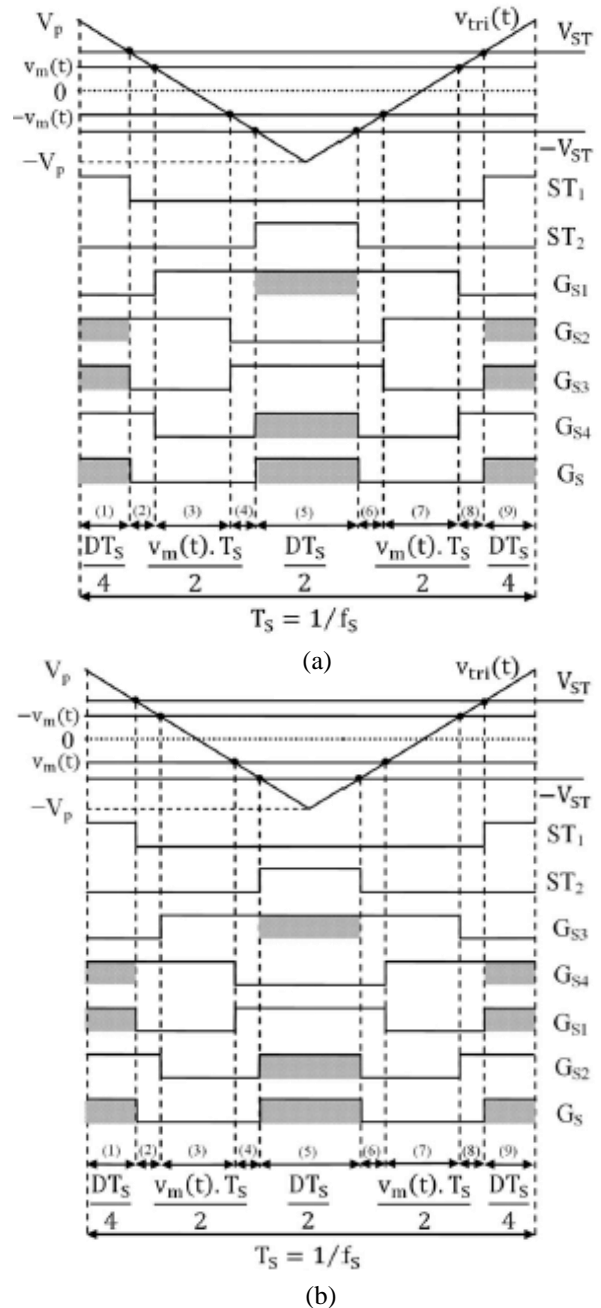 V_p v_tri(t) V_ST
v_m(t)
0
-v_m(t)
-V_ST
-V_p
ST_1
ST_2
G_S1
G_S2
G_S3
G_S4
G_S
(1) (2) (3) (4) (5) (6) (7) (8) (9)
DT_S v_m(t). T_S DT_S v_m(t). T_S DT_S
4 2 2 2 4
T_S = 1/f_S
(a)
V_p v_tri(t) V_ST
-v_m(t)
0
v_m(t)
-V_ST
-V_p
ST_1
ST_2
G_S3
G_S4
G_S1
G_S2
G_S
(1) (2) (3) (4) (5) (6) (7) (8) (9)
DT_S v_m(t). T_S DT_S v_m(t). T_S DT_S
4 2 2 2 4
T_S = 1/f_S
(b)